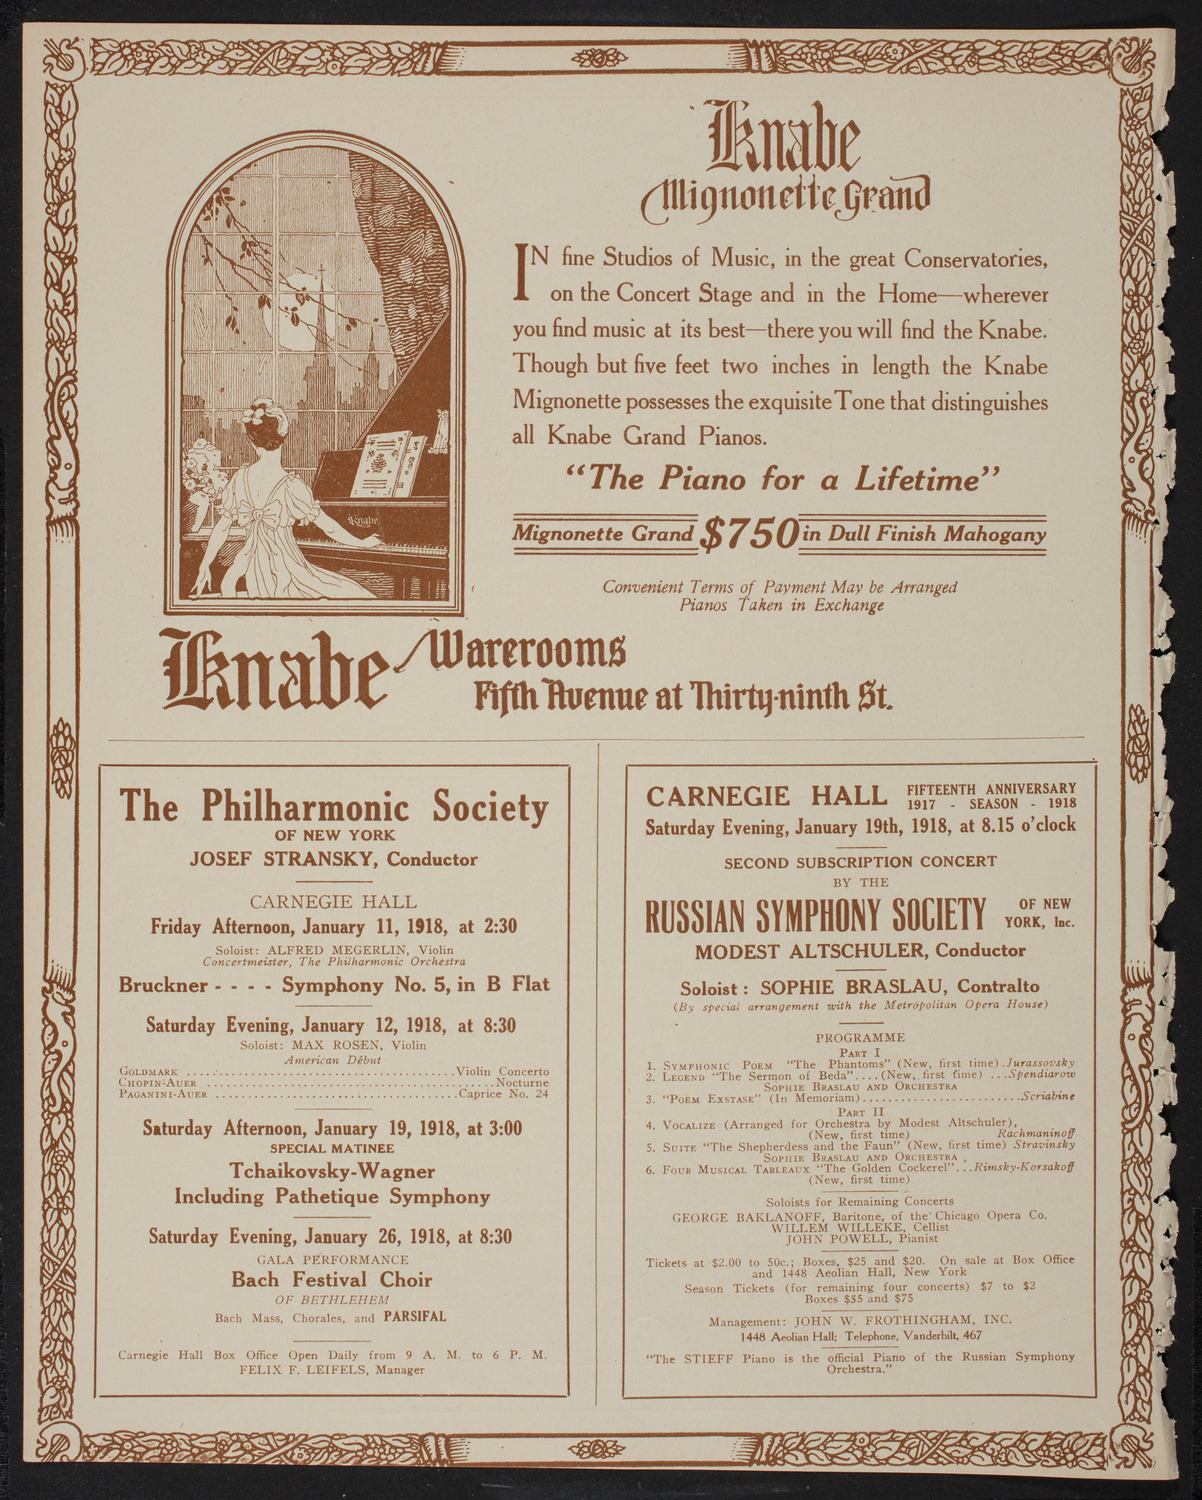 Knabe
Mignonette Grand
IN fine Studios of Music, in the great Conservatories,
on the Concert Stage and in the Home—wherever
you find music at its best—there you will find the Knabe.
Though but five feet two inches in length the Knabe
Mignonette possesses the exquisite Tone that distinguishes
all Knabe Grand Pianos.
“The Piano for a Lifetime”
Mignonette Grand $750 in Dull Finish Mahogany
Convenient Terms of Payment May be Arranged
Pianos Taken in Exchange
Knabe
Knabe Warerooms
Fifth Avenue at Thirty-ninth St.
The Philharmonic Society
OF NEW YORK
JOSEF STRANSKY, Conductor
CARNEGIE HALL
Friday Afternoon, January 11, 1918, at 2:30
Soloist: ALFRED MEGERLIN, Violin
Concertmeister, The Philharmonic Orchestra
Bruckner - - - - Symphony No. 5, in B Flat
Saturday Evening, January 12, 1918, at 8:30
Soloist: MAX ROSEN, Violin
American Début
GOLDMARK ........................................Violin Concerto
CHOPIN-AUER ........................................Nocturne
PAGANINI-AUER ...................................Caprice No. 24
Saturday Afternoon, January 19, 1918, at 3:00
SPECIAL MATINEE
Tchaikovsky-Wagner
Including Pathetique Symphony
Saturday Evening, January 26, 1918, at 8:30
GALA PERFORMANCE
Bach Festival Choir
OF BETHLEHEM
Bach Mass, Chorales, and PARSIFAL
Carnegie Hall Box Office Open Daily from 9 A. M. to 6 P. M.
FELIX F. LEIFELS, Manager
CARNEGIE HALL FIFTEENTH ANNIVERSARY
1917 - SEASON - 1918
Saturday Evening, January 19th, 1918, at 8.15 o'clock
SECOND SUBSCRIPTION CONCERT
BY THE
RUSSIAN SYMPHONY SOCIETY OF NEW
YORK, Inc.
MODEST ALTSCHULER, Conductor
Soloist : SOPHIE BRASLAU, Contralto
(By special arrangement with the Metropolitan Opera House)
PROGRAMME
PART I
1. SYMPHONIC POEM “The Phantoms” (New, first time) .Jurassovsky
2. LEGEND “The Sermon of Beda”....(New, first time) ...Spendiarow
SOPHIE BRASLAU AND ORCHESTRA
3. “POEM EXSTASE” (In Memoriam)........................Scriabine
PART II
4. VOCALIZE (Arranged for Orchestra by Modest Altschuler),
(New, first time) Rachmaninoff
5. SUITE “The Shepherdess and the Faun” (New, first time) Stravinsky
SOPHIE BRASLAU AND ORCHESTRA
6. FOUR MUSICAL TABLEAUX “The Golden Cockerel”...Rimsky-Korsakoff
(New, first time)
Soloists for Remaining Concerts
GEORGE BAKLANOFF, Baritone, of the Chicago Opera Co.
WILLEM WILLEKE, Cellist
JOHN POWELL, Pianist
Tickets at $2.00 to 50c.; Boxes, $25 and $20. On sale at Box Office
and 1448 Aeolian Hall, New York
Season Tickets (for remaining four concerts) $7 to $2
Boxes $55 and $75
Management: JOHN W. FROTHINGHAM, INC.
1448 Aeolian Hall; Telephone, Vanderbilt, 467
“The STIEFF Piano is the official Piano of the Russian Symphony
Orchestra.”